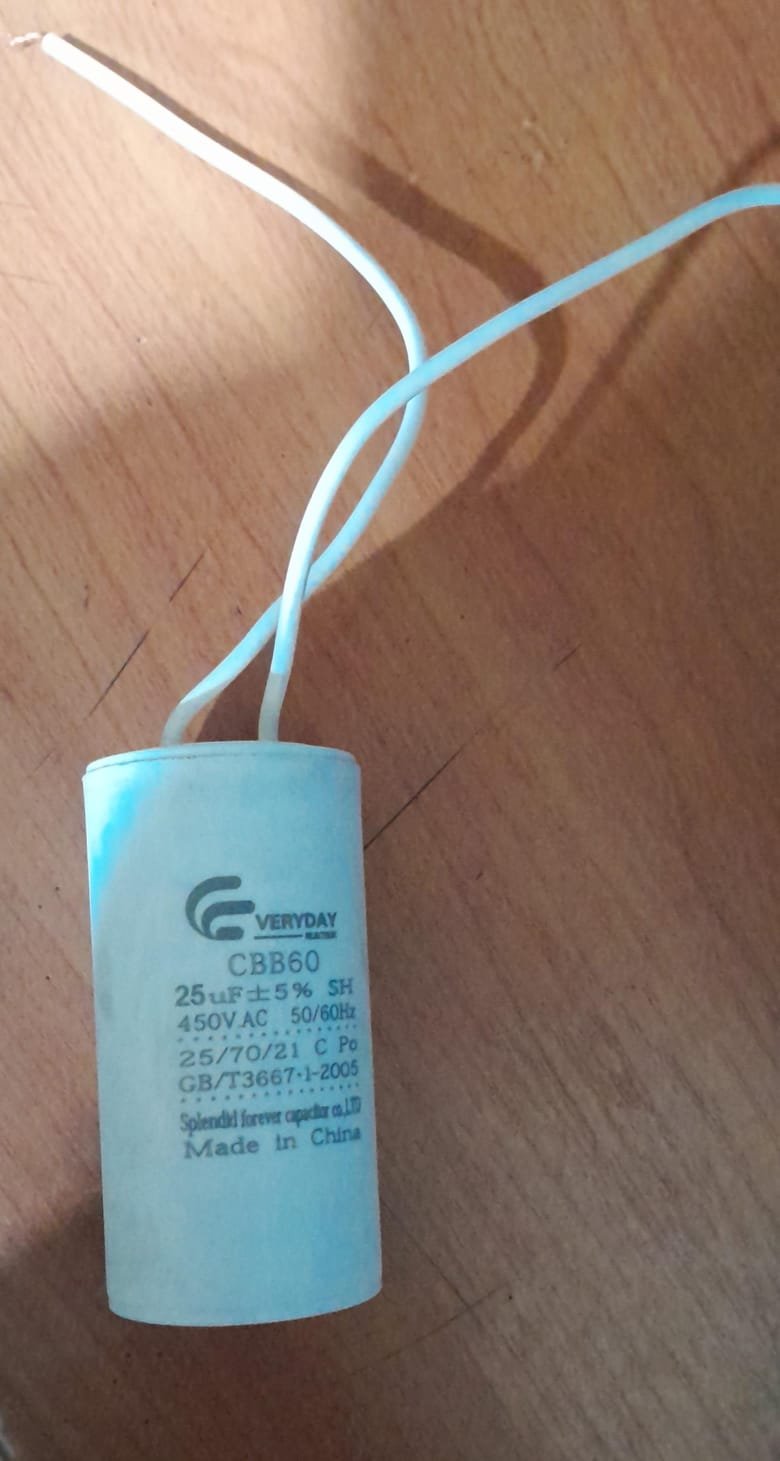 EVERYDAY
CBB60
25uF±5% SH
450V.AC 50/60Hz
25/70/21 C Po
GB/T3667·1-2005
Splendid forever capacitor co.,LTD
Made in China